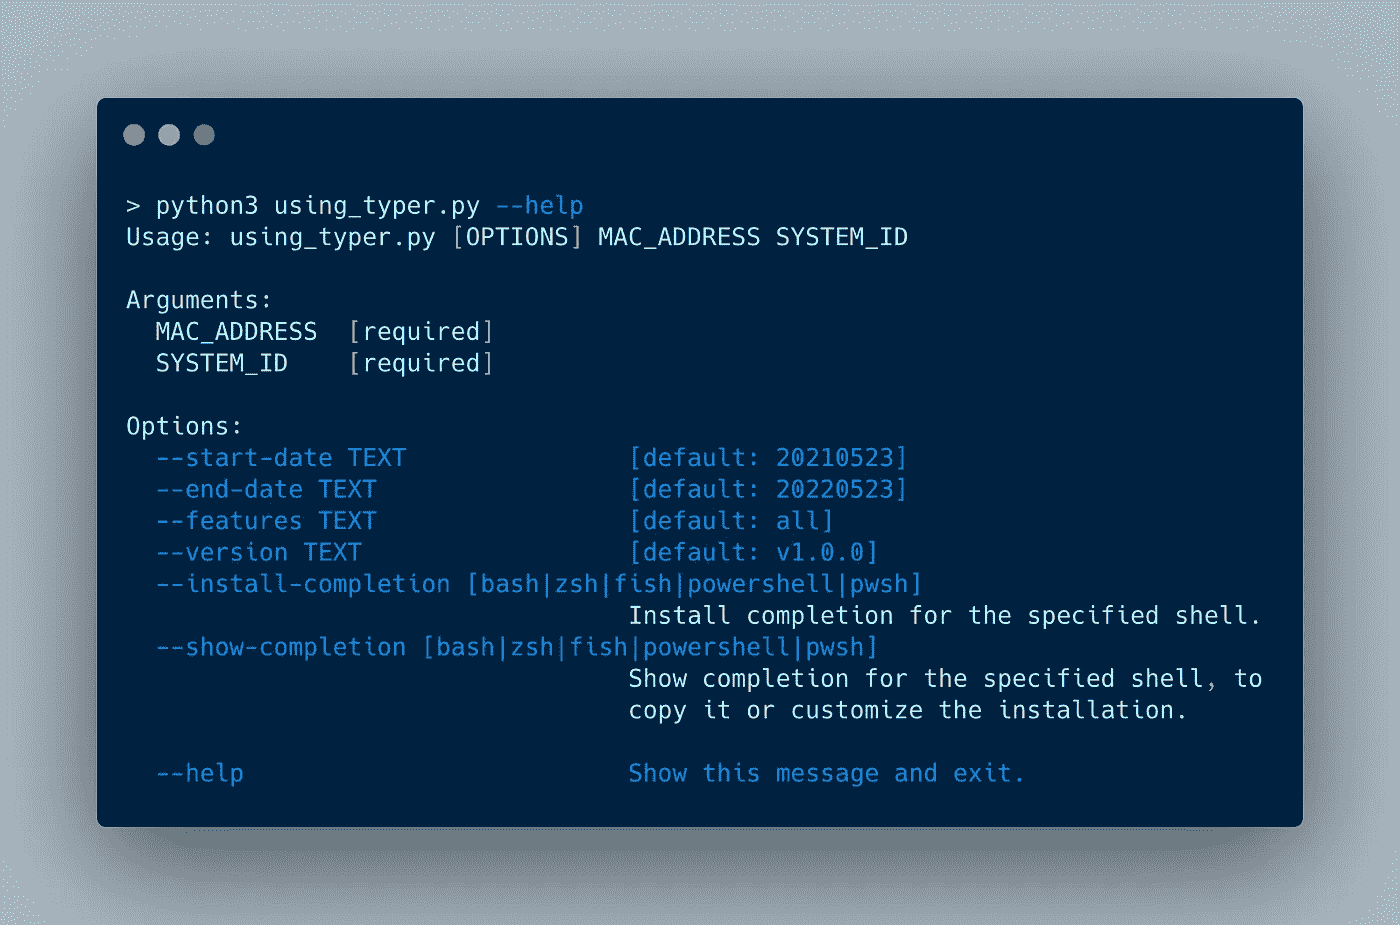 > python3 using_typer.py --help
Usage: using_typer.py [OPTIONS] MAC_ADDRESS SYSTEM_ID
Arguments:
MAC_ADDRESS [required]
SYSTEM_ID [required]
Options:
--start-date TEXT [default: 20210523]
--end-date TEXT [default: 20220523]
--features TEXT [default: all]
--version TEXT [default: v1.0.0]
--install-completion [bash|zsh|fish|powershell|pwsh]
Install completion for the specified shell.
--show-completion [bash|zsh|fish|powershell|pwsh]
Show completion for the specified shell, to
copy it or customize the installation.
--help Show this message and exit.